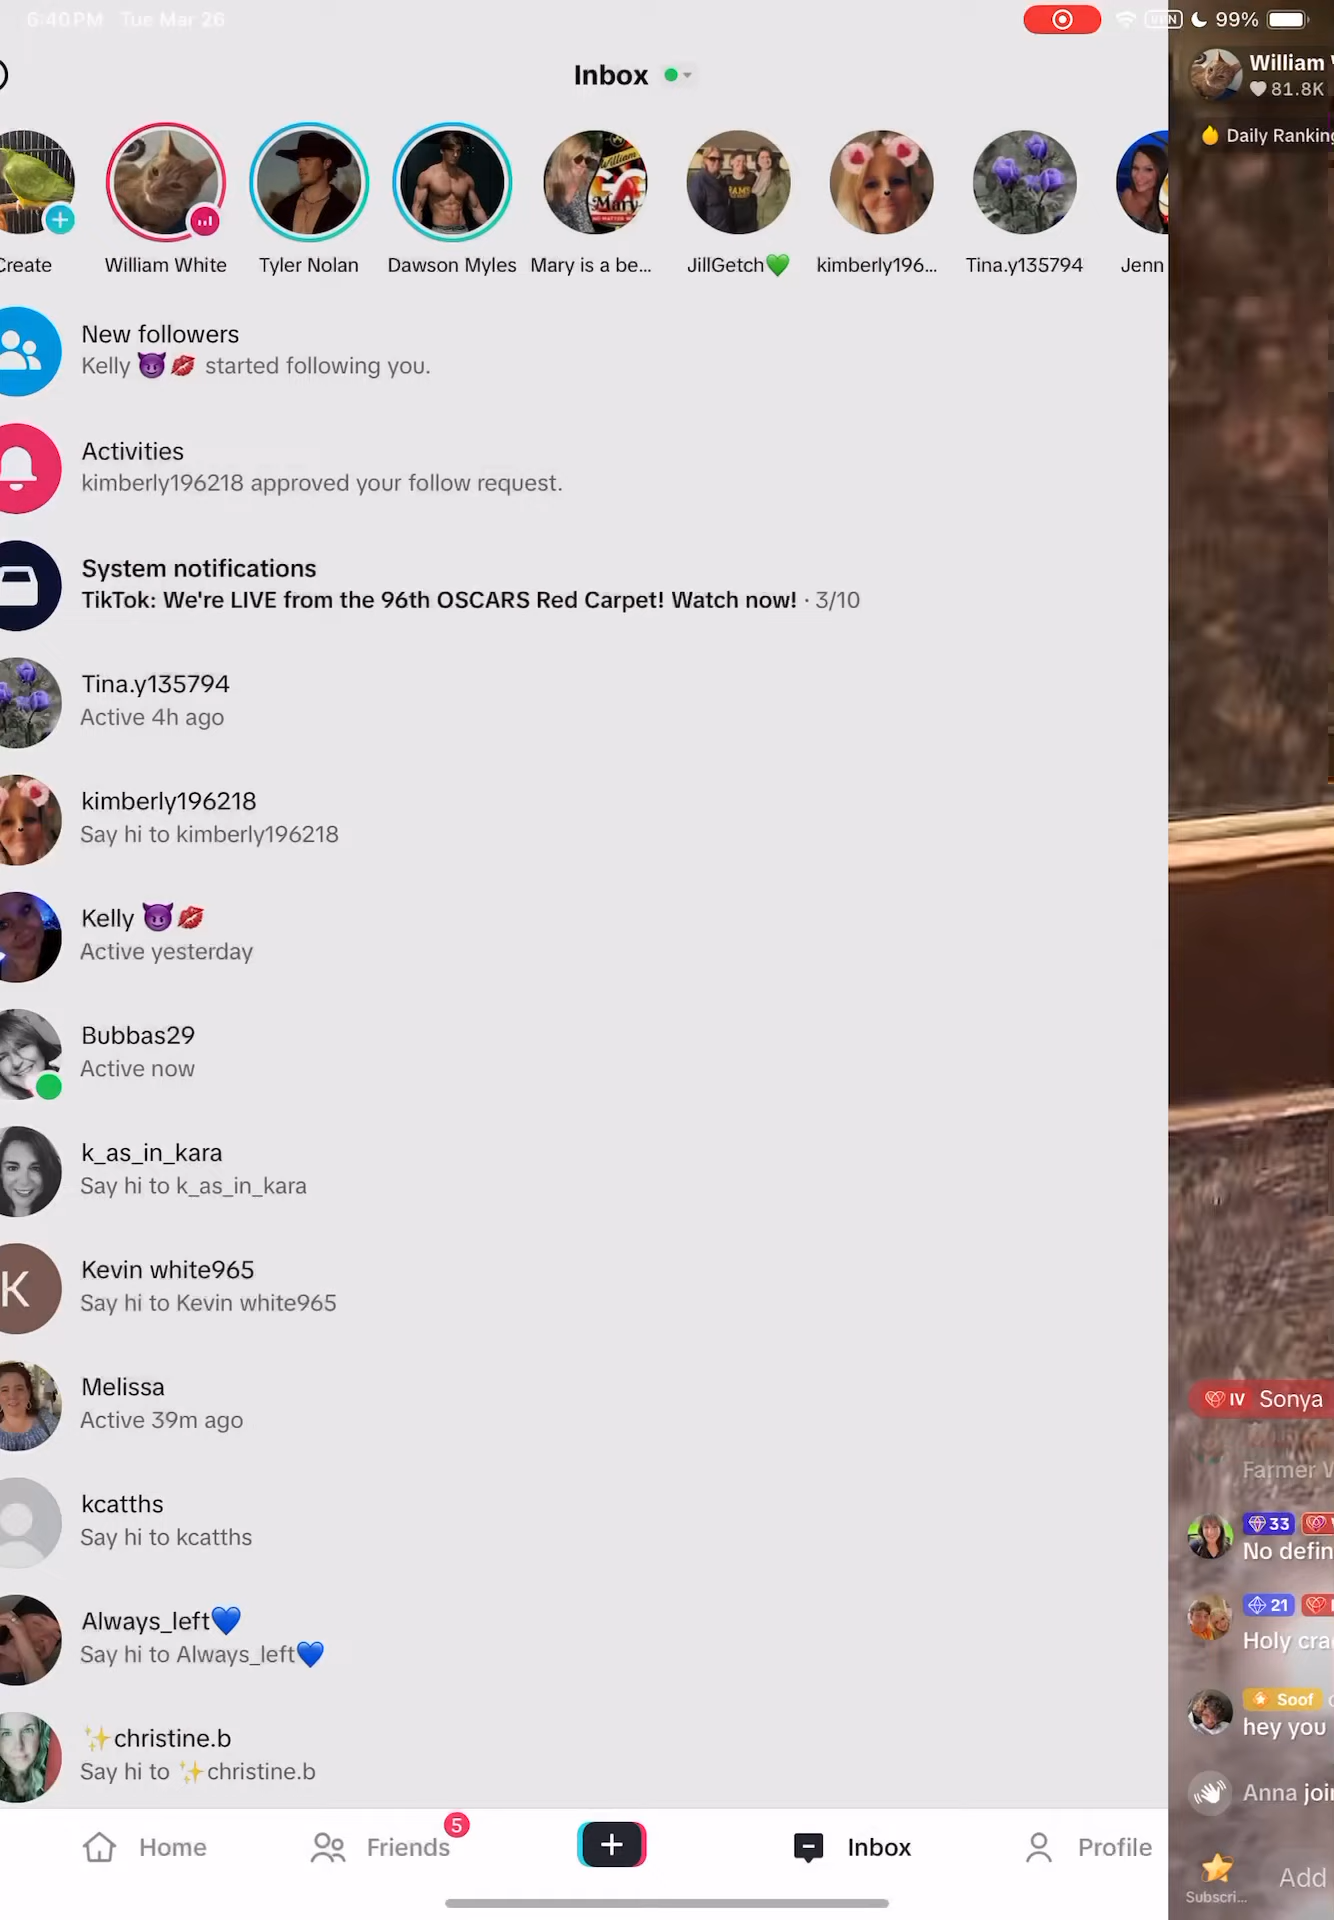 6:40 PM Tue Mar 26
VPN 99%
Inbox
William
81.8K
Daily Ranking
Create
William White
Tyler Nolan
Dawson Myles
Mary is a be...
JillGetch💚
kimberly196...
Tina.y135794
Jenn
New followers
Kelly 😈💋 started following you.
Activities
kimberly196218 approved your follow request.
System notifications
TikTok: We're LIVE from the 96th OSCARS Red Carpet! Watch now! · 3/10
Tina.y135794
Active 4h ago
kimberly196218
Say hi to kimberly196218
Kelly 😈💋
Active yesterday
Bubbas29
Active now
k_as_in_kara
Say hi to k_as_in_kara
K
Kevin white965
Say hi to Kevin white965
Melissa
Active 39m ago
kcatths
Say hi to kcatths
Always_left💙
Say hi to Always_left💙
✨christine.b
Say hi to ✨christine.b
IV Sonya
Farmer
33
No defin
21
Holy cra
Soof
hey you
Anna joi
Subscri...
Add
Home
Friends
5
Inbox
Profile